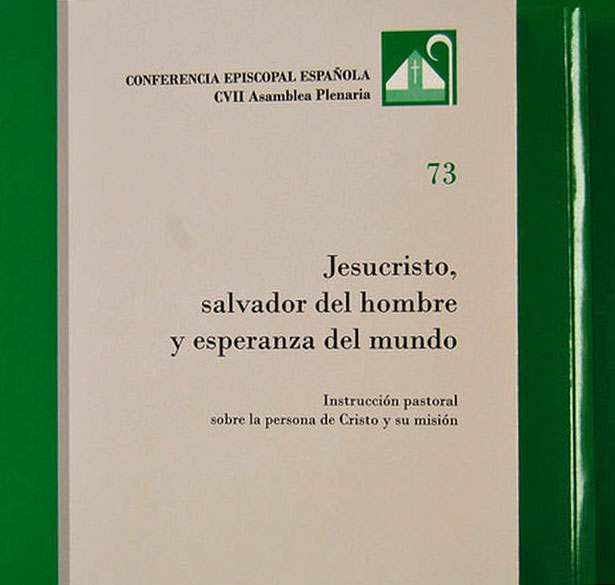 CONFERENCIA EPISCOPAL ESPAÑOLA
CVII Asamblea Plenaria
73
Jesucristo,
salvador del hombre
y esperanza del mundo
Instrucción pastoral
sobre la persona de Cristo y su misión